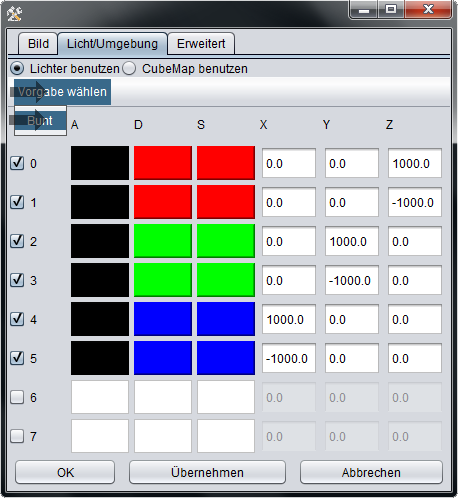 Bild Licht/Umgebung Erweitert
Lichter benutzen CubeMap benutzen
Vorgabe wählen
Bunt
A D S X Y Z
0 0.0 0.0 1000.0
1 0.0 0.0 -1000.0
2 0.0 1000.0 0.0
3 0.0 -1000.0 0.0
4 1000.0 0.0 0.0
5 -1000.0 0.0 0.0
6 0.0 0.0 0.0
7 0.0 0.0 0.0
OK Übernehmen Abbrechen